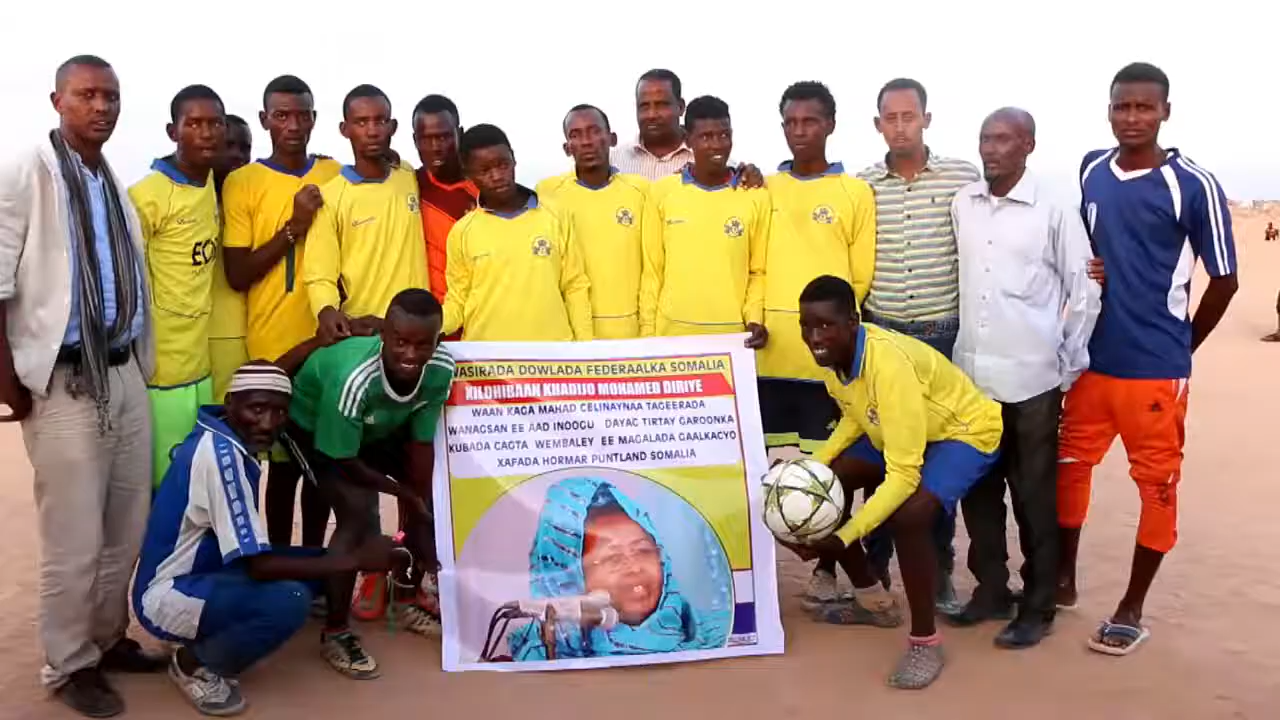 WASIRADA DOWLADA FEDERAALKA SOMALIA
XILDHIBAAN KHADIJO MOHAMED DIRIYE
WAAN KAGA MAHAD CELINAYNAA TAGEERADA
WANAGSAN EE AAD INOOGU DAYAC TIRTAY GAROONKA
KUBADA CAGTA WEMBALEY EE MAGALADA GAALKACYO
XAFADA HORMAR PUNTLAND SOMALIA